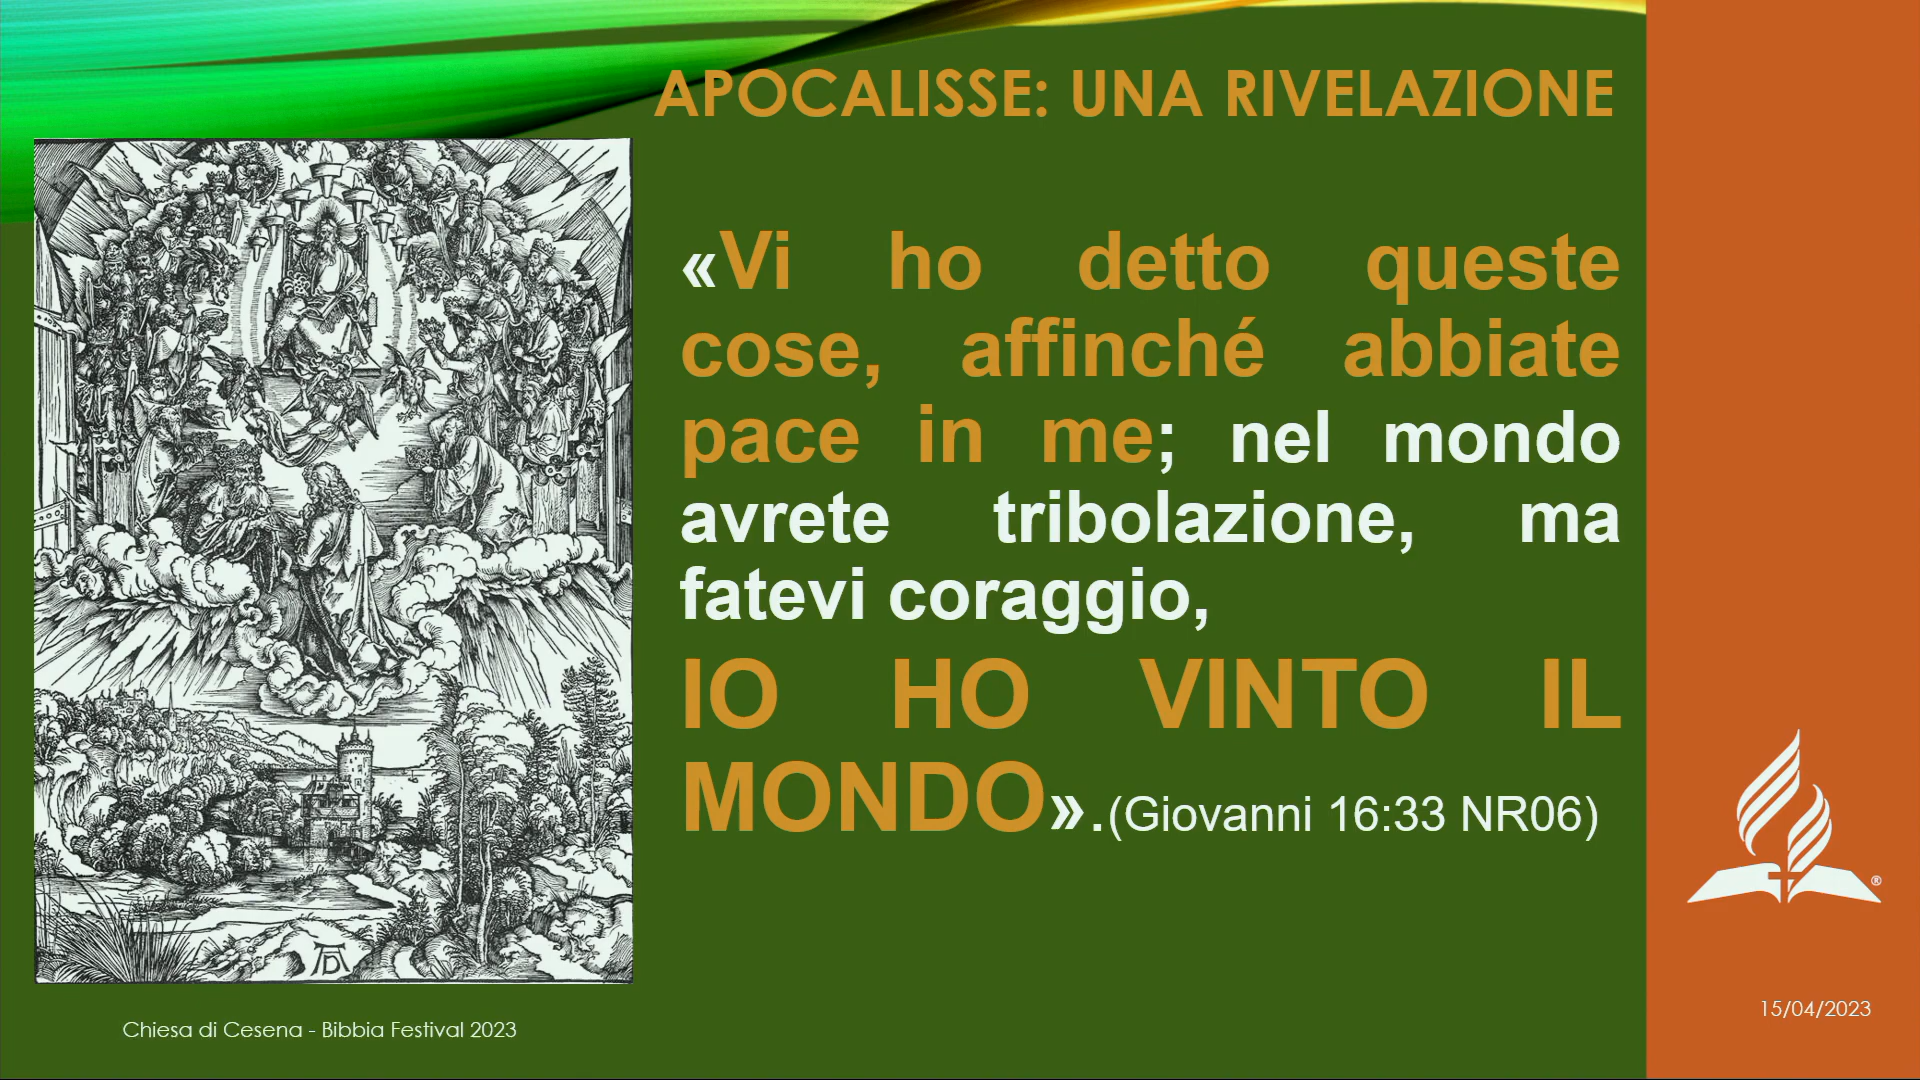 APOCALISSE: UNA RIVELAZIONE
«Vi ho detto queste
cose, affinché abbiate
pace in me; nel mondo
avrete tribolazione, ma
fatevi coraggio,
IO HO VINTO IL
MONDO».(Giovanni 16:33 NR06)
AD
®
15/04/2023
Chiesa di Cesena - Bibbia Festival 2023